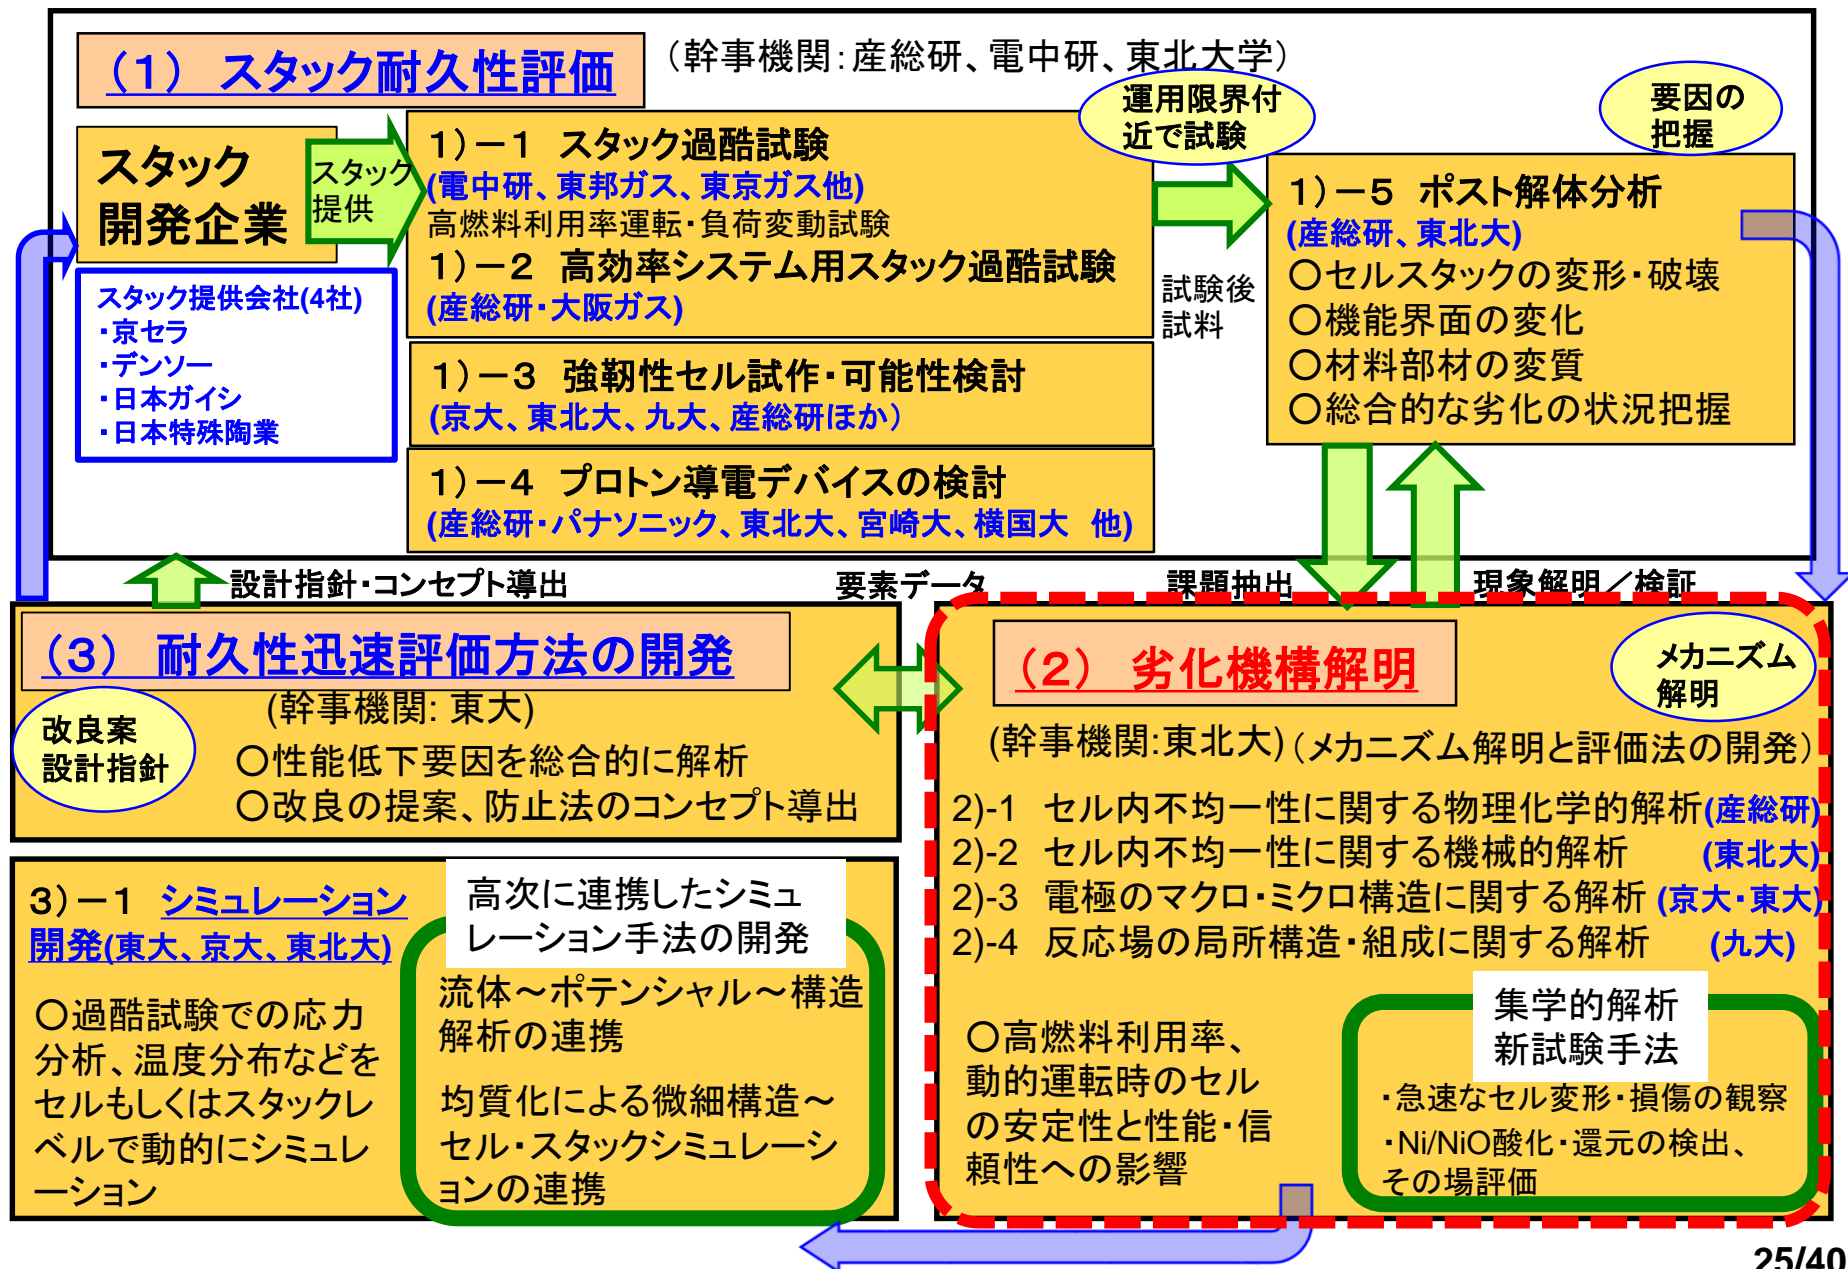 (1) スタック耐久性評価
(幹事機関:産総研、電中研、東北大学)
運用限界付
近で試験
要因の
把握
スタック
開発企業
スタック
提供
1)－1 スタック過酷試験
(電中研、東邦ガス、東京ガス他)
高燃料利用率運転・負荷変動試験
1)－2 高効率システム用スタック過酷試験
(産総研・大阪ガス)
試験後
試料
1)－5 ポスト解体分析
(産総研、東北大)
〇セルスタックの変形・破壊
〇機能界面の変化
〇材料部材の変質
〇総合的な劣化の状況把握
スタック提供会社(4社)
・京セラ
・デンソー
・日本ガイシ
・日本特殊陶業
1)－3 強靭性セル試作・可能性検討
(京大、東北大、九大、産総研ほか)
1)－4 プロトン導電デバイスの検討
(産総研・パナソニック、東北大、宮崎大、横国大 他)
設計指針・コンセプト導出
要素データ
課題抽出
現象解明／検証
(3) 耐久性迅速評価方法の開発
(幹事機関: 東大)
改良案
設計指針
〇性能低下要因を総合的に解析
〇改良の提案、防止法のコンセプト導出
(2) 劣化機構解明
メカニズム
解明
(幹事機関:東北大)(メカニズム解明と評価法の開発)
2)-1 セル内不均一性に関する物理化学的解析(産総研)
2)-2 セル内不均一性に関する機械的解析 (東北大)
2)-3 電極のマクロ・ミクロ構造に関する解析 (京大・東大)
2)-4 反応場の局所構造・組成に関する解析 (九大)
3)－1 シミュレーション
開発(東大、京大、東北大)
〇過酷試験での応力
分析、温度分布などを
セルもしくはスタックレ
ベルで動的にシミュレ
ーション
高次に連携したシミュ
レーション手法の開発
流体～ポテンシャル～構造
解析の連携
均質化による微細構造～
セル・スタックシミュレーシ
ョンの連携
〇高燃料利用率、
動的運転時のセル
の安定性と性能・信
頼性への影響
集学的解析
新試験手法
・急速なセル変形・損傷の観察
・Ni/NiO酸化・還元の検出、
その場評価
25/40